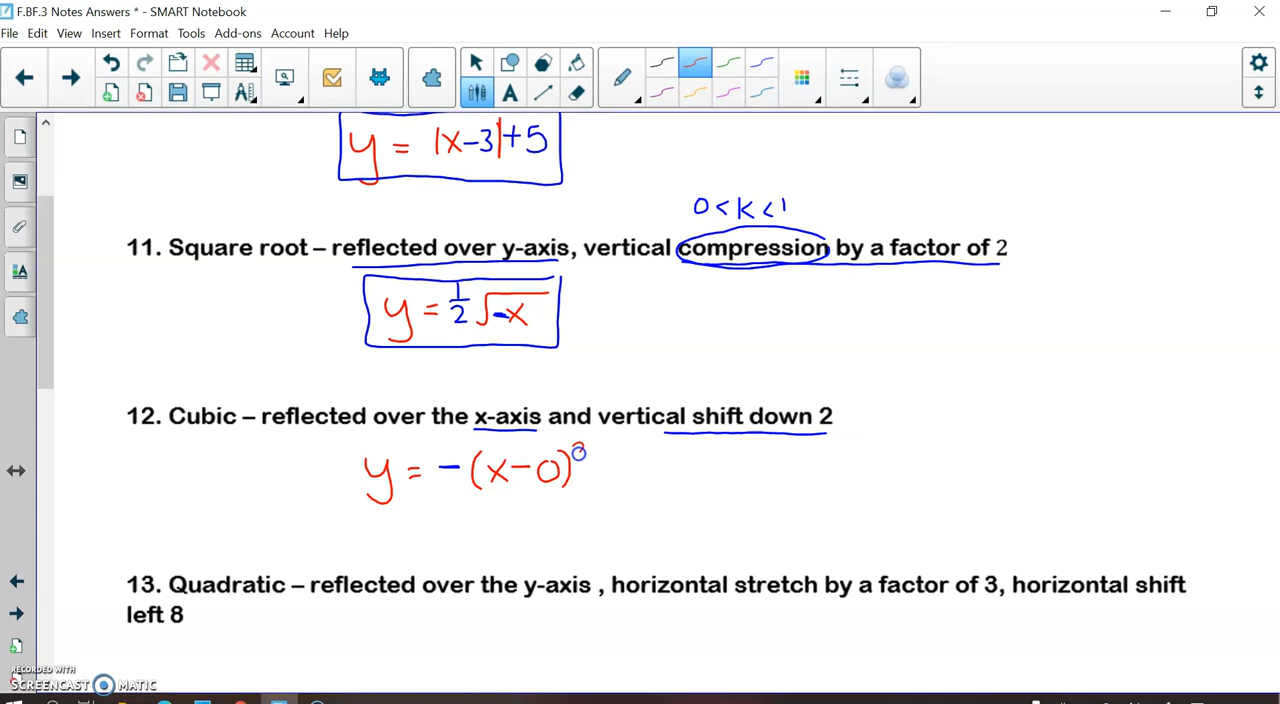 F.BF.3 Notes Answers * - SMART Notebook
File Edit View Insert Format Tools Add-ons Account Help
y = |x-3|+5
0 < K < 1
11. Square root – reflected over y-axis, vertical compression by a factor of 2
y = 1/2 √-x
12. Cubic – reflected over the x-axis and vertical shift down 2
y = -(x-0)³
13. Quadratic – reflected over the y-axis , horizontal stretch by a factor of 3, horizontal shift
left 8
RECORDED WITH
SCREENCAST MATIC